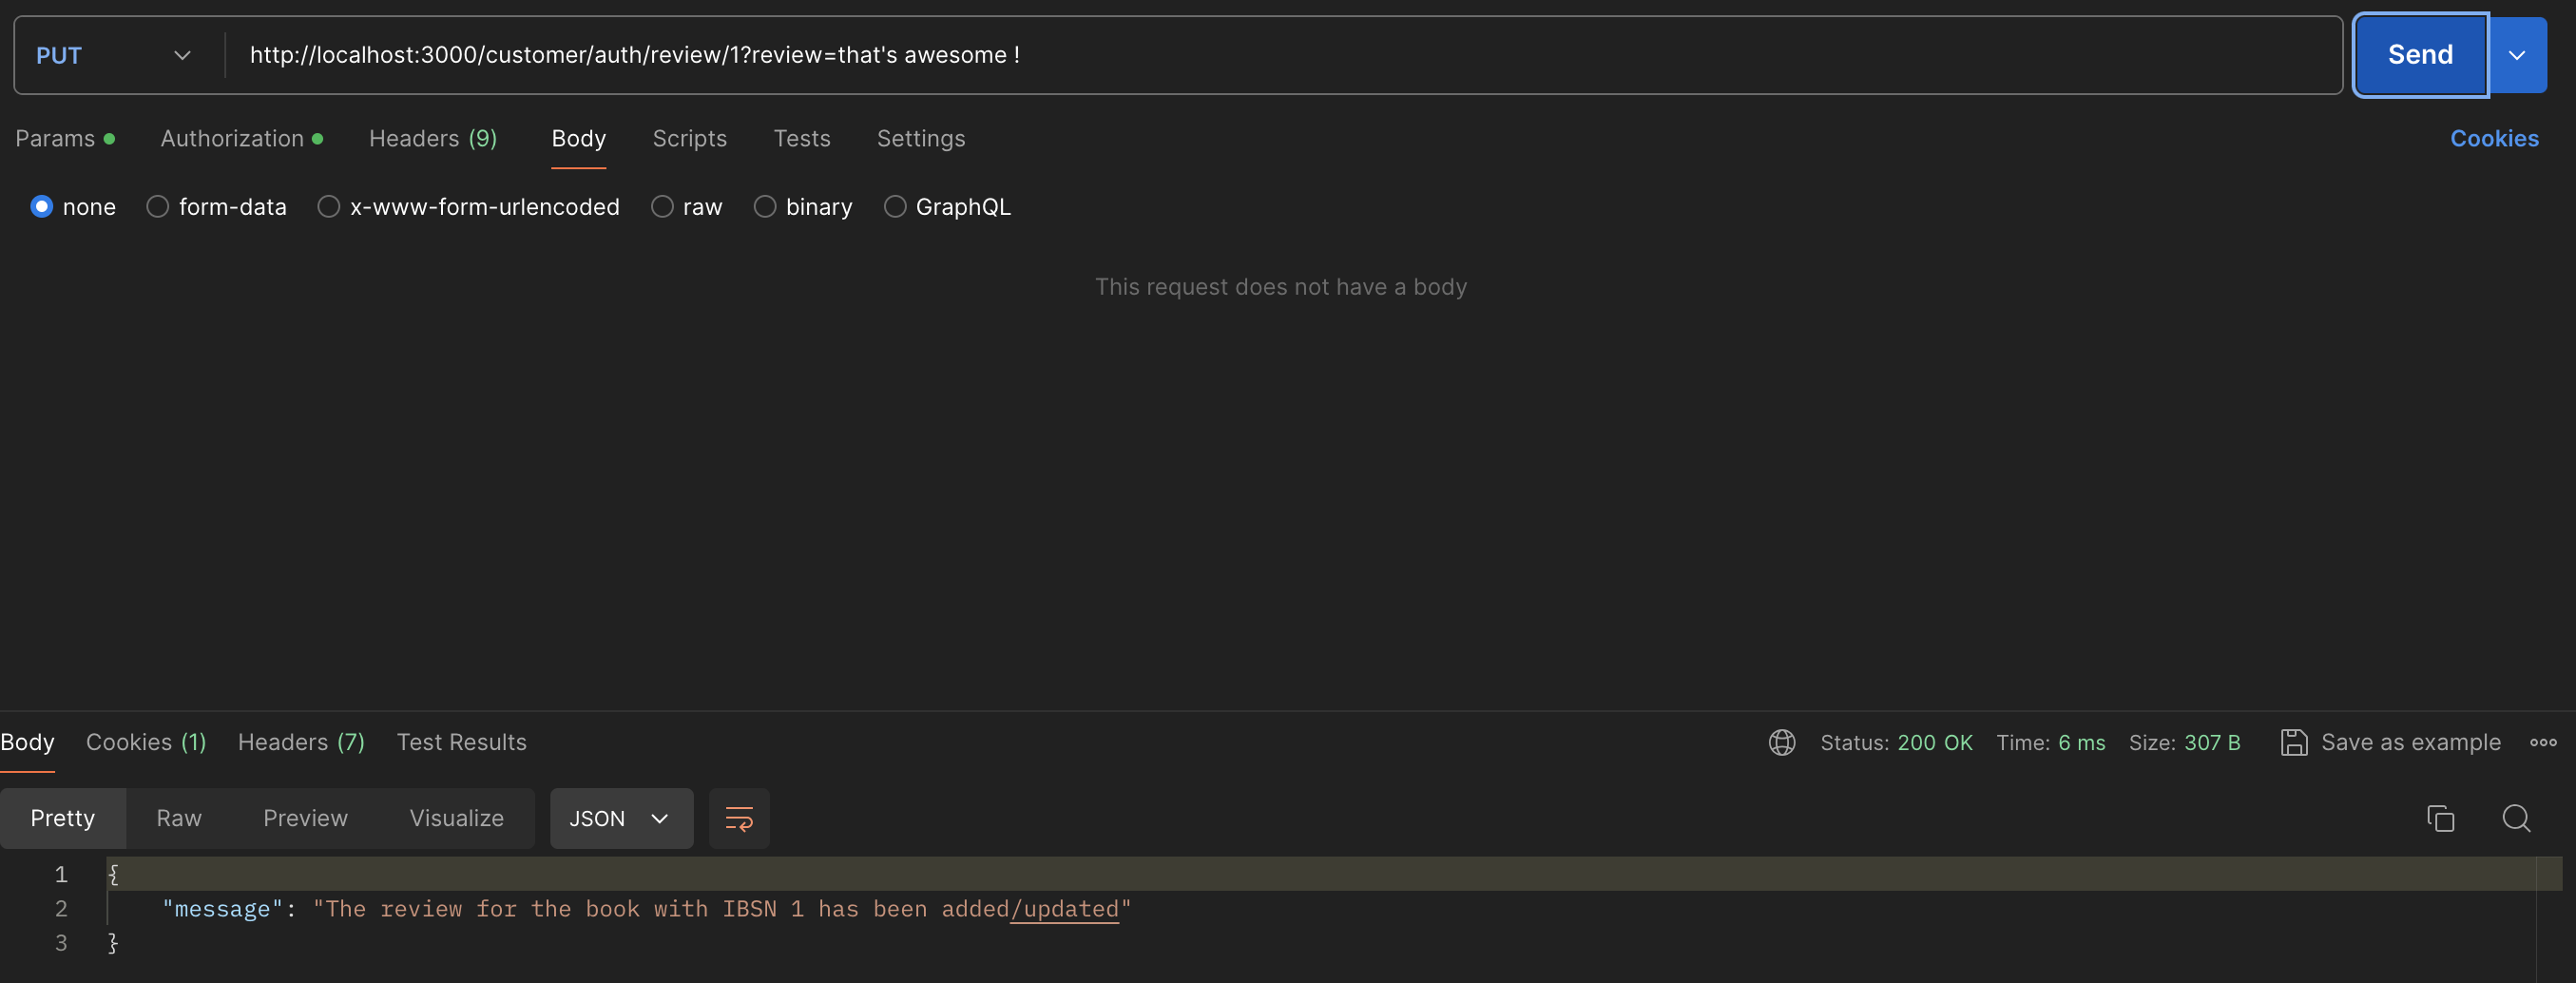 PUT http://localhost:3000/customer/auth/review/1?review=that's awesome ! Send
Params Authorization Headers (9) Body Scripts Tests Settings Cookies
none form-data x-www-form-urlencoded raw binary GraphQL
This request does not have a body
Body Cookies (1) Headers (7) Test Results Status: 200 OK Time: 6 ms Size: 307 B Save as example
Pretty Raw Preview Visualize JSON
1 {
2 "message": "The review for the book with IBSN 1 has been added/updated"
3 }